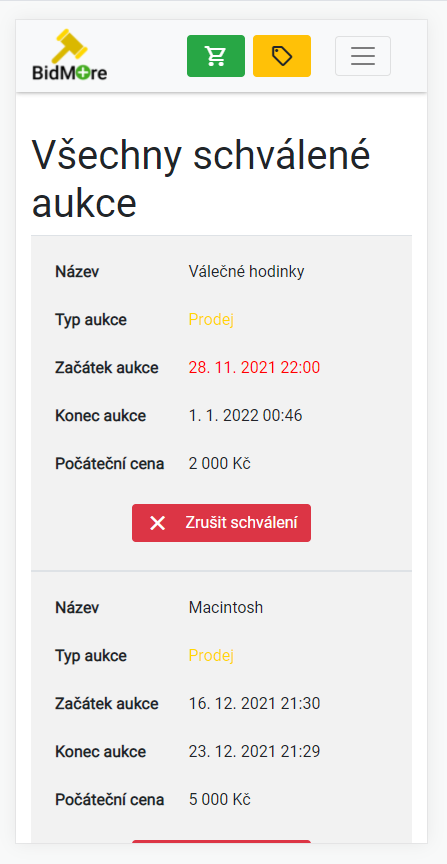 BidMore
Všechny schválené
aukce
Název Válečné hodinky
Typ aukce Prodej
Začátek aukce 28. 11. 2021 22:00
Konec aukce 1. 1. 2022 00:46
Počáteční cena 2 000 Kč
Zrušit schválení
Název Macintosh
Typ aukce Prodej
Začátek aukce 16. 12. 2021 21:30
Konec aukce 23. 12. 2021 21:29
Počáteční cena 5 000 Kč